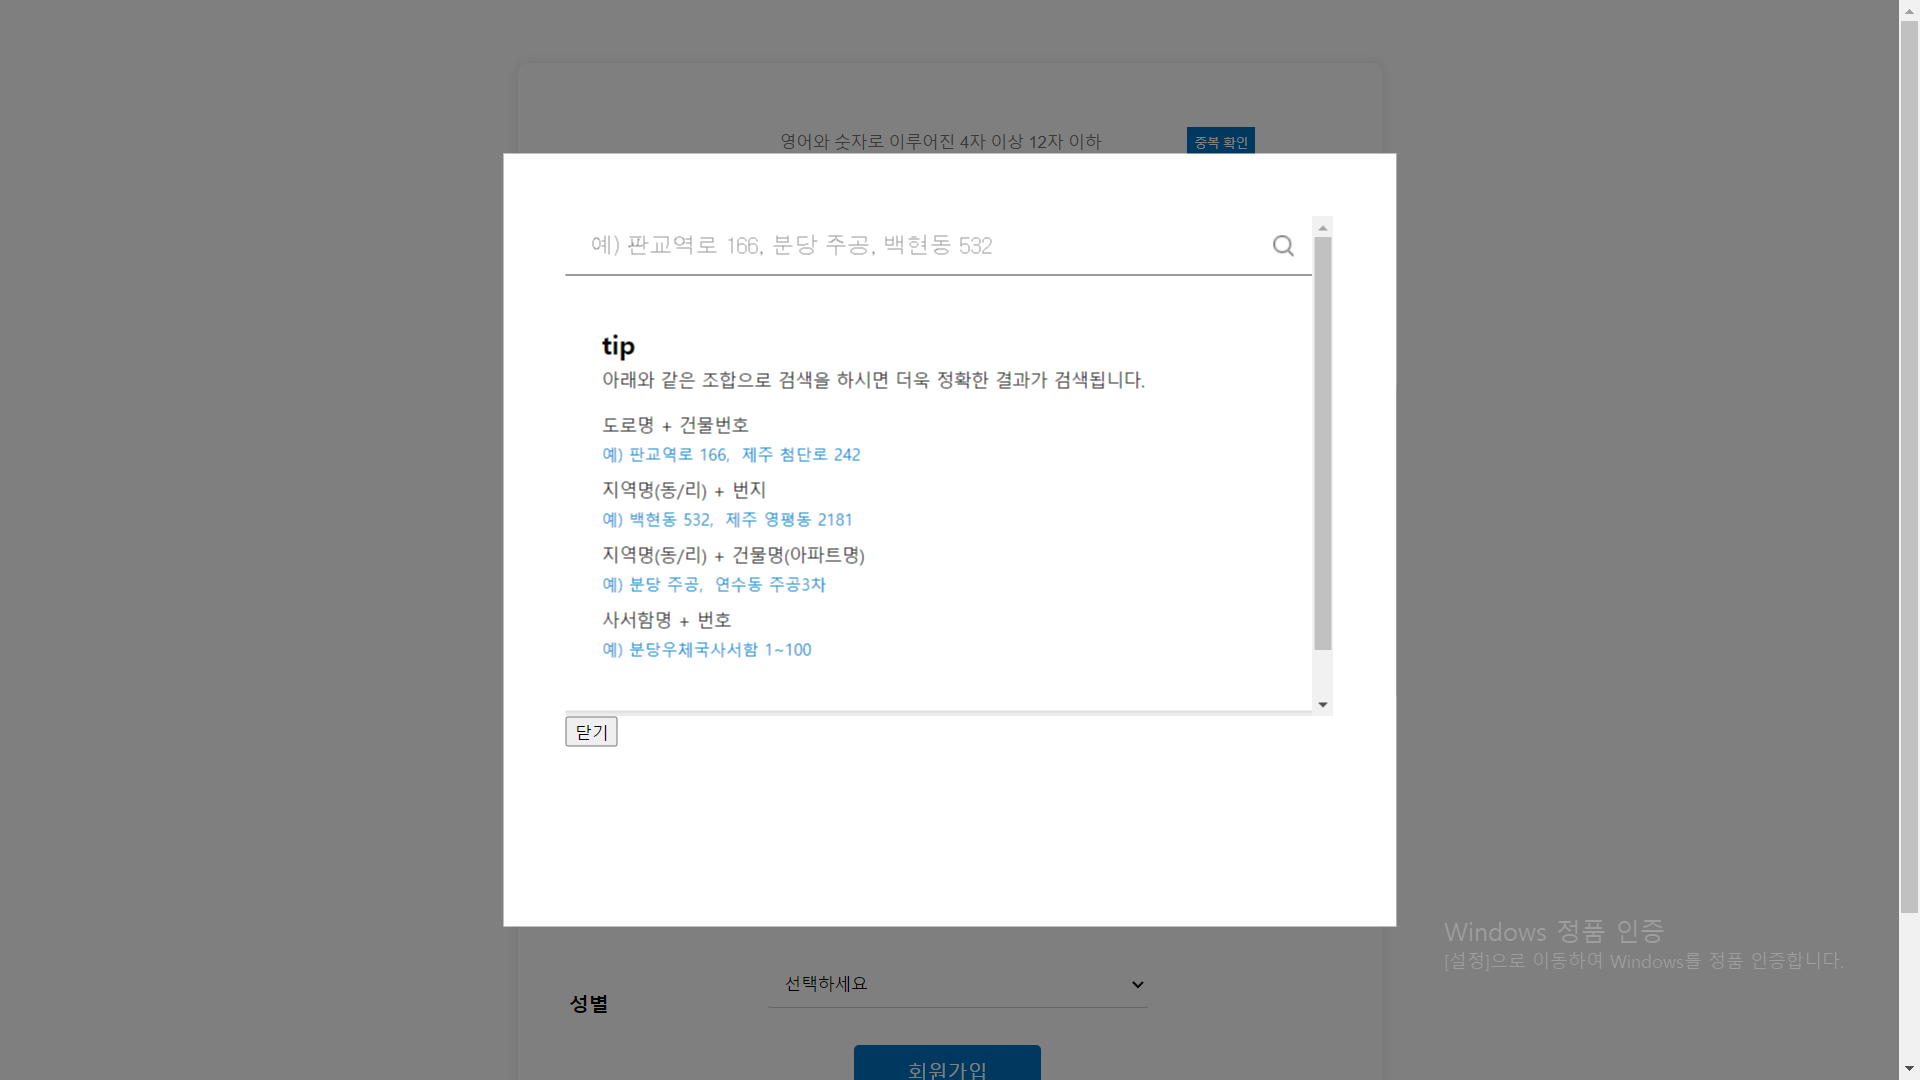 영어와 숫자로 이루어진 4자 이상 12자 이하
중복 확인
예) 판교역로 166, 분당 주공, 백현동 532
tip
아래와 같은 조합으로 검색을 하시면 더욱 정확한 결과가 검색됩니다.
도로명 + 건물번호
예) 판교역로 166, 제주 첨단로 242
지역명(동/리) + 번지
예) 백현동 532, 제주 영평동 2181
지역명(동/리) + 건물명(아파트명)
예) 분당 주공, 연수동 주공3차
사서함명 + 번호
예) 분당우체국사서함 1~100
닫기
Windows 정품 인증
[설정]으로 이동하여 Windows를 정품 인증합니다.
선택하세요
성별
회원가입